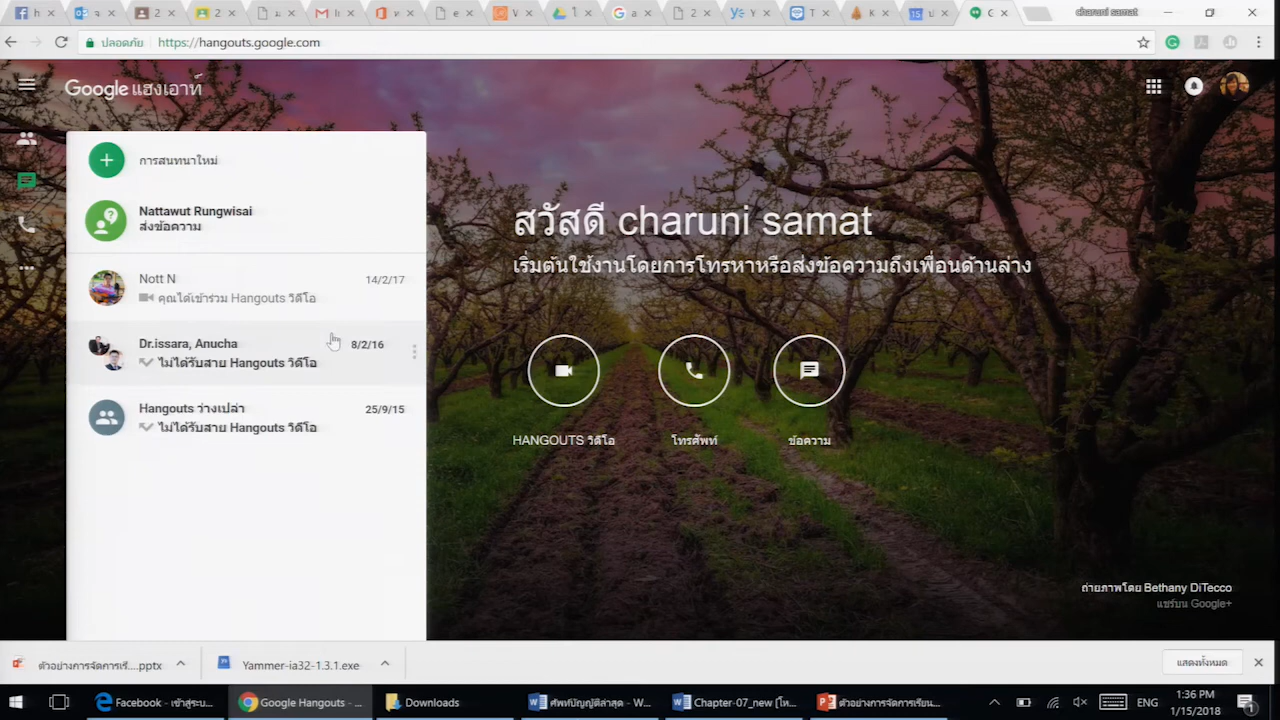 charuni samat
ปลอดภัย
https://hangouts.google.com
Google แฮงเอาท์
การสนทนาใหม่
Nattawut Rungwisai
ส่งข้อความ
Nott N 14/2/17
คุณได้เข้าร่วม Hangouts วิดีโอ
Dr.issara, Anucha 8/2/16
ไม่ได้รับสาย Hangouts วิดีโอ
Hangouts ว่างเปล่า 25/9/15
ไม่ได้รับสาย Hangouts วิดีโอ
สวัสดี charuni samat
เริ่มต้นใช้งานโดยการโทรหาหรือส่งข้อความถึงเพื่อนด้านล่าง
HANGOUTS วิดีโอ โทรศัพท์ ข้อความ
ถ่ายภาพโดย Bethany DiTecco
แชร์บน Google+
ตัวอย่างการจัดการเรี....pptx Yammer-ia32-1.3.1.exe แสดงทั้งหมด
Facebook - เข้าสู่ระบ... Google Hangouts - ... Downloads ศัพท์บัญญัติล่าสุด - W... Chapter-07_new [โห... ตัวอย่างการจัดการเรียน... ENG 1:36 PM
1/15/2018